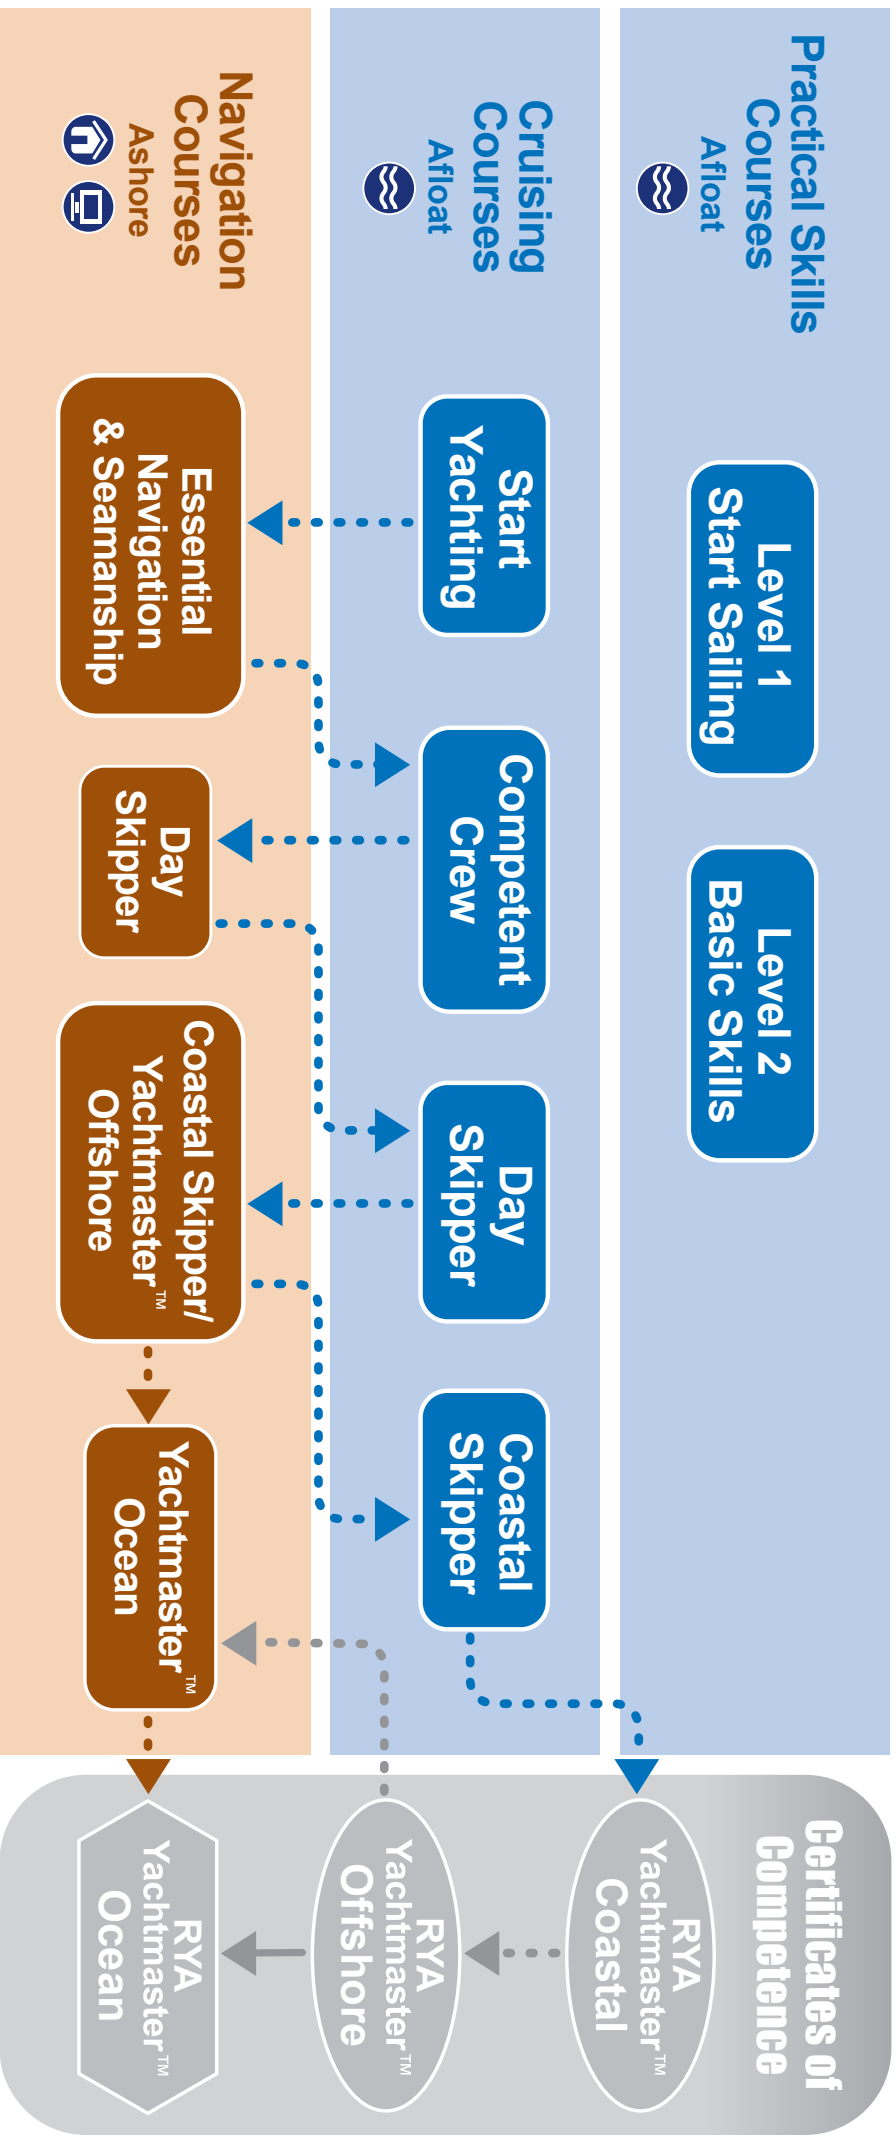 Practical Skills
Courses
Afloat
Level 1
Start Sailing
Level 2
Basic Skills
Cruising
Courses
Afloat
Start
Yachting
Competent
Crew
Day
Skipper
Coastal
Skipper
Navigation
Courses
Ashore
Essential
Navigation
& Seamanship
Day
Skipper
Coastal Skipper/
Yachtmaster™
Offshore
Yachtmaster™
Ocean
Certificates of
Competence
RYA
Yachtmaster™
Coastal
RYA
Yachtmaster™
Offshore
RYA
Yachtmaster™
Ocean